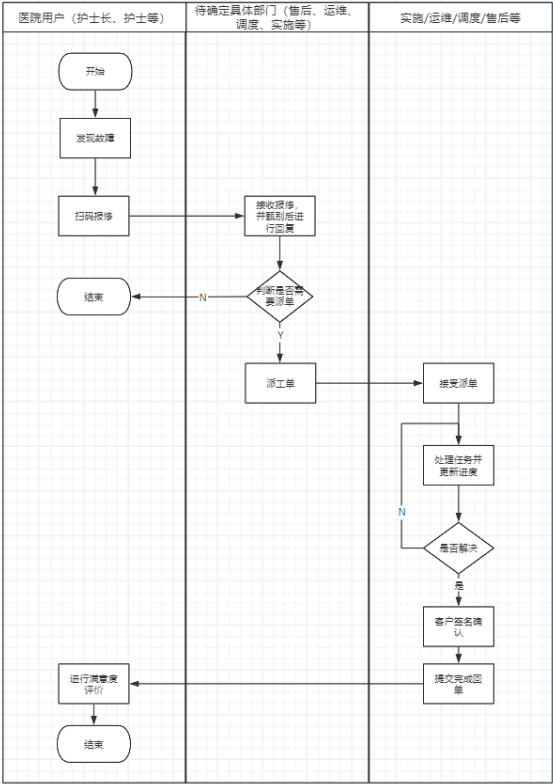 医院用户（护士长、护士等）
待确定具体部门（售后、运维、
调度、实施等）
实施/运维/调度/售后等
开始
发现故障
扫码报修
接收报修，
并甄别后进
行回复
判断是否需
要派单
N
结束
Y
派工单
接受派单
处理任务并
更新进度
N
是否解决
是
客户签名确
认
提交完成回
单
进行满意度
评价
结束